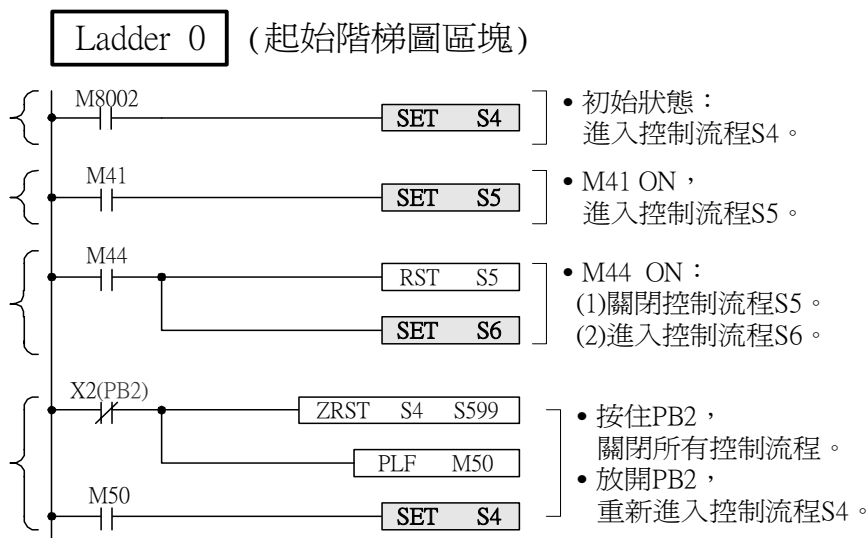 Ladder 0 (起始階梯圖區塊)
M8002
SET S4
• 初始狀態：
進入控制流程S4。
M41
SET S5
• M41 ON，
進入控制流程S5。
M44
RST S5
SET S6
• M44 ON：
(1)關閉控制流程S5。
(2)進入控制流程S6。
X2(PB2)
ZRST S4 S599
PLF M50
M50
SET S4
• 按住PB2，
關閉所有控制流程。
• 放開PB2，
重新進入控制流程S4。